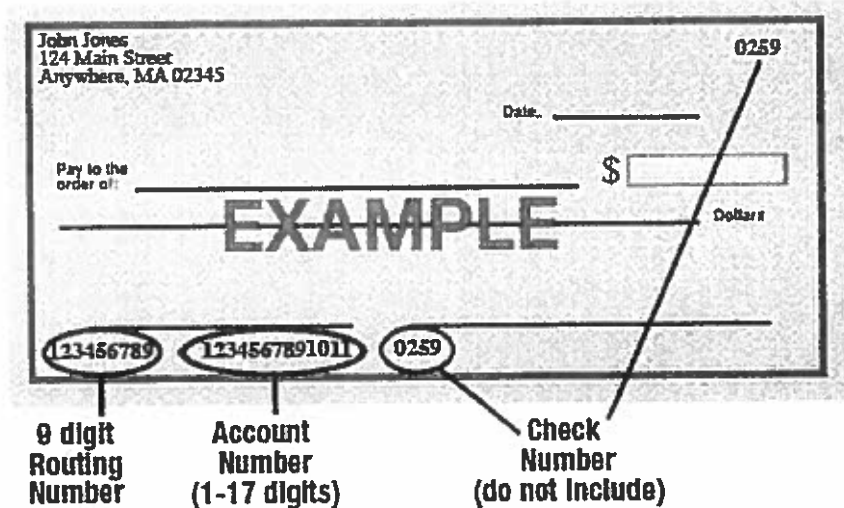 John Jones
124 Main Street
Anywhere, MA 02345
0259
Date..
Pay to the
order of:
$
EXAMPLE
Dollars
123456789 1234567891011 0259
9 digit
Routing
Number
Account
Number
(1-17 digits)
Check
Number
(do not include)